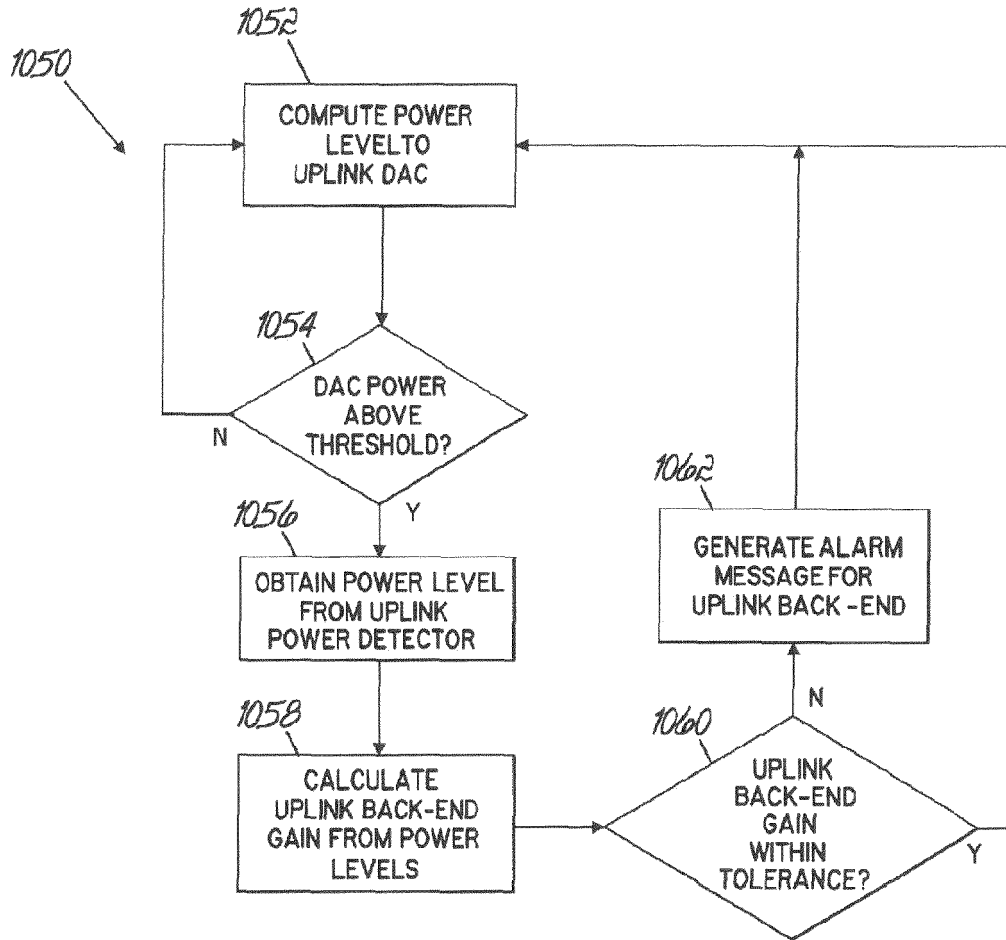 1050
1052
COMPUTE POWER
LEVELTO
UPLINK DAC
1054
DAC POWER
ABOVE
THRESHOLD?
N
Y
1056
OBTAIN POWER LEVEL
FROM UPLINK
POWER DETECTOR
1058
CALCULATE
UPLINK BACK-END
GAIN FROM POWER
LEVELS
1060
UPLINK
BACK-END
GAIN
WITHIN
TOLERANCE?
N
Y
1062
GENERATE ALARM
MESSAGE FOR
UPLINK BACK-END